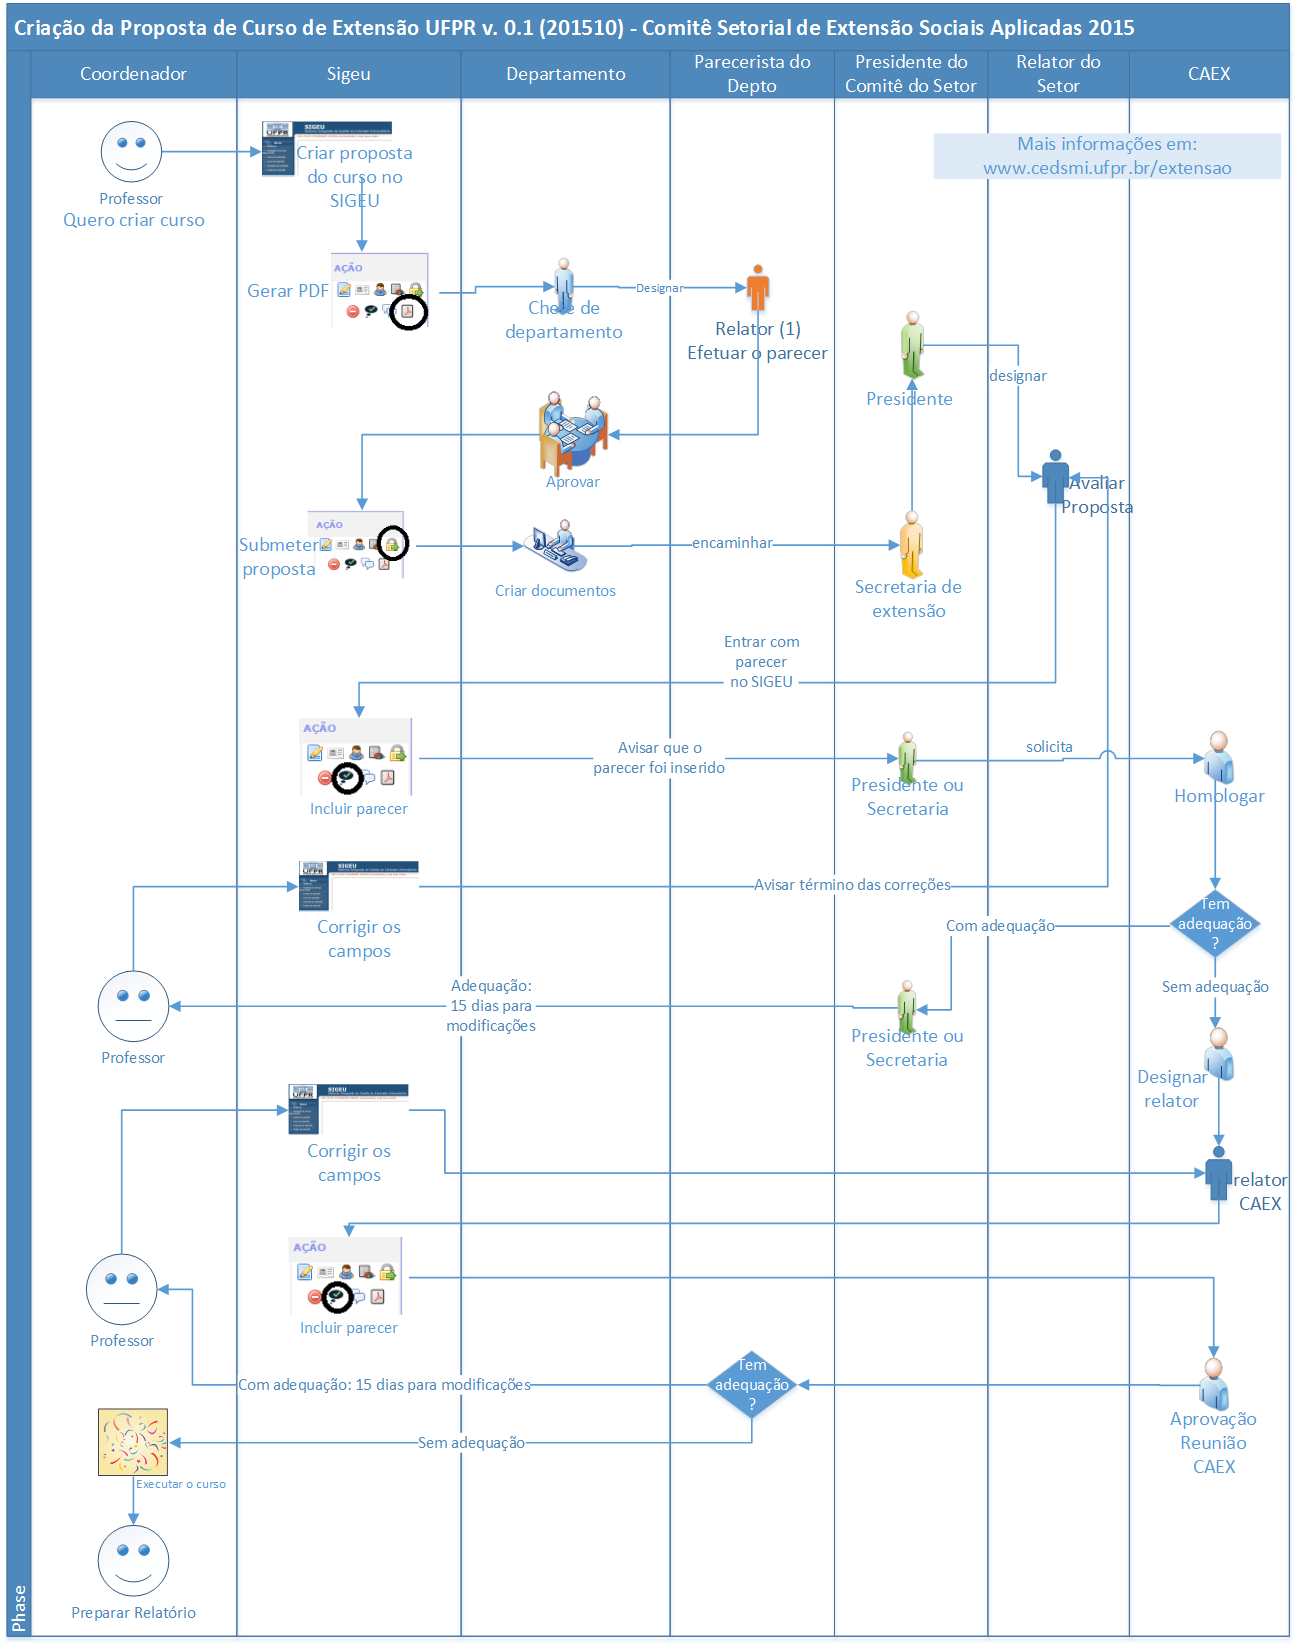 Criação da Proposta de Curso de Extensão UFPR v. 0.1 (201510) - Comitê Setorial de Extensão Sociais Aplicadas 2015
Coordenador
Sigeu
Departamento
Parecerista do
Depto
Presidente do
Comitê do Setor
Relator do
Setor
CAEX
Mais informações em:
www.cedsmi.ufpr.br/extensao
Professor
Quero criar curso
SIGEU
UFPR
Criar proposta
do curso no
SIGEU
AÇÃO
Gerar PDF
Chefe de
departamento
Designar
Relator (1)
Efetuar o parecer
Presidente
designar
Aprovar
Avaliar
Proposta
AÇÃO
Submeter
proposta
Criar documentos
encaminhar
Secretaria de
extensão
Entrar com
parecer
no SIGEU
AÇÃO
Incluir parecer
Avisar que o
parecer foi inserido
Presidente ou
Secretaria
solicita
Homologar
SIGEU
UFPR
Corrigir os
campos
Avisar término das correções
Tem
adequação
?
Com adequação
Sem adequação
Adequação:
15 dias para
modificações
Presidente ou
Secretaria
Professor
Designar
relator
SIGEU
UFPR
Corrigir os
campos
relator
CAEX
AÇÃO
Incluir parecer
Professor
Com adequação: 15 dias para modificações
Tem
adequação
?
Aprovação
Reunião
CAEX
Sem adequação
Executar o curso
Preparar Relatório
Phase